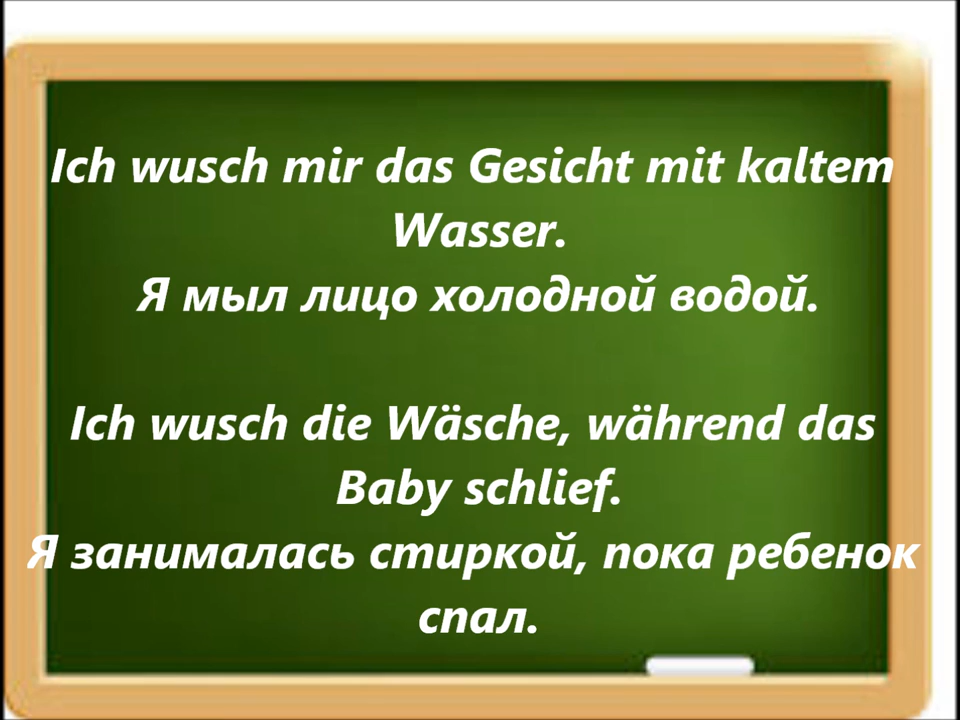 Ich wusch mir das Gesicht mit kaltem
Wasser.
Я мыл лицо холодной водой.
Ich wusch die Wäsche, während das
Baby schlief.
Я занималась стиркой, пока ребенок
спал.